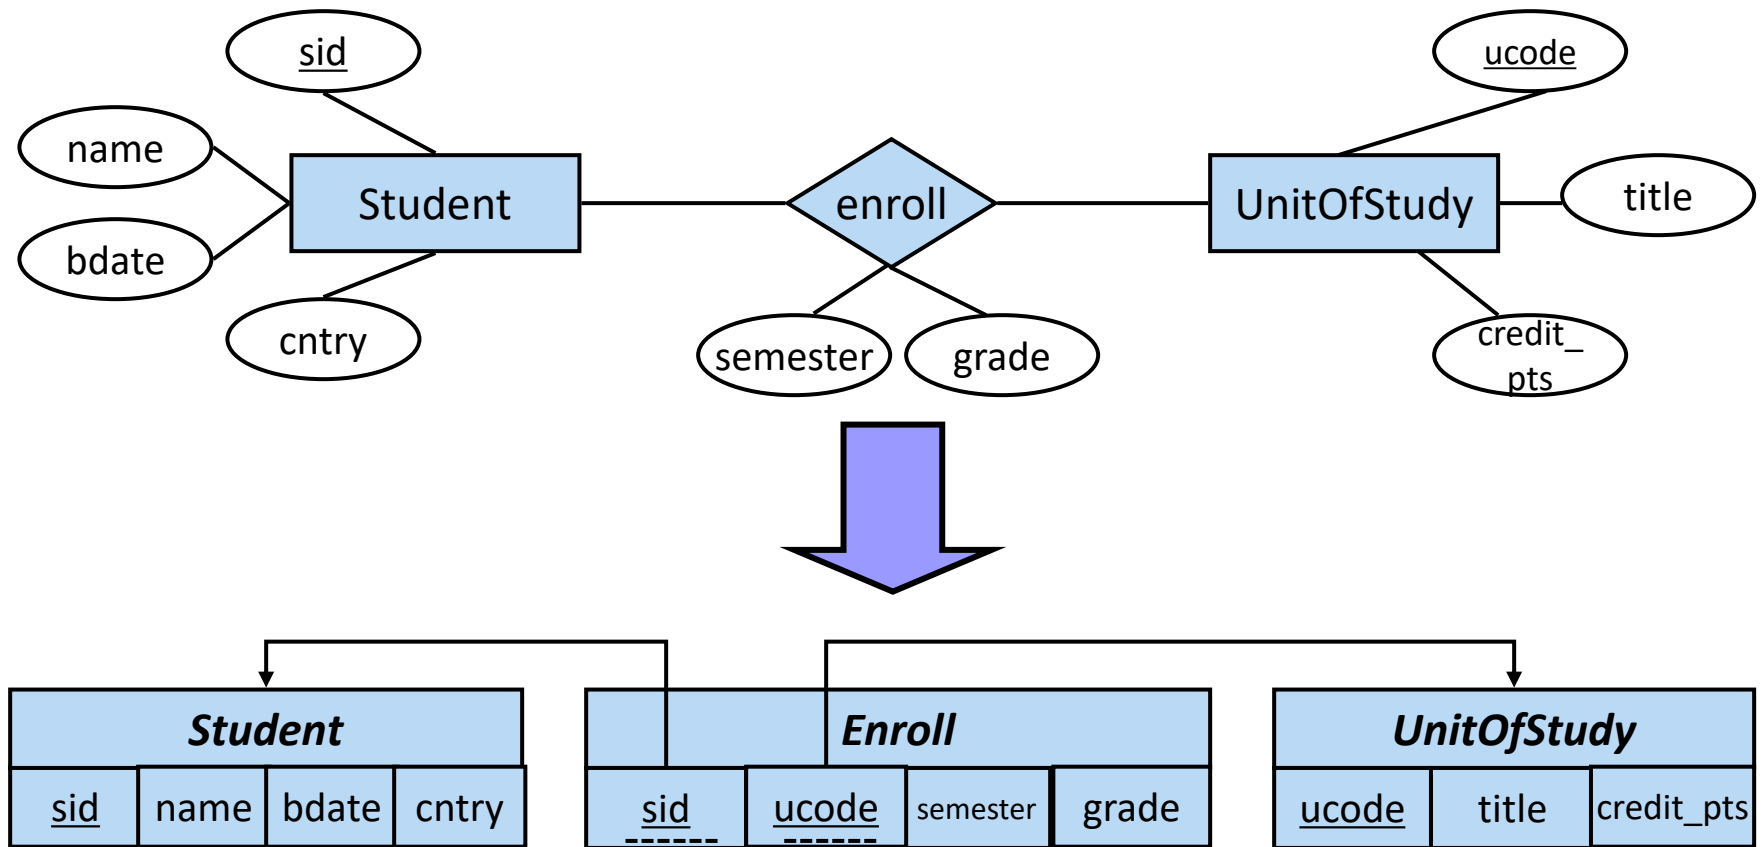 sid
ucode
name
title
Student
enroll
UnitOfStudy
bdate
cntry
semester
grade
credit_
pts
Student
Enroll
UnitOfStudy
sid name bdate cntry
sid ucode semester grade
ucode title credit_pts